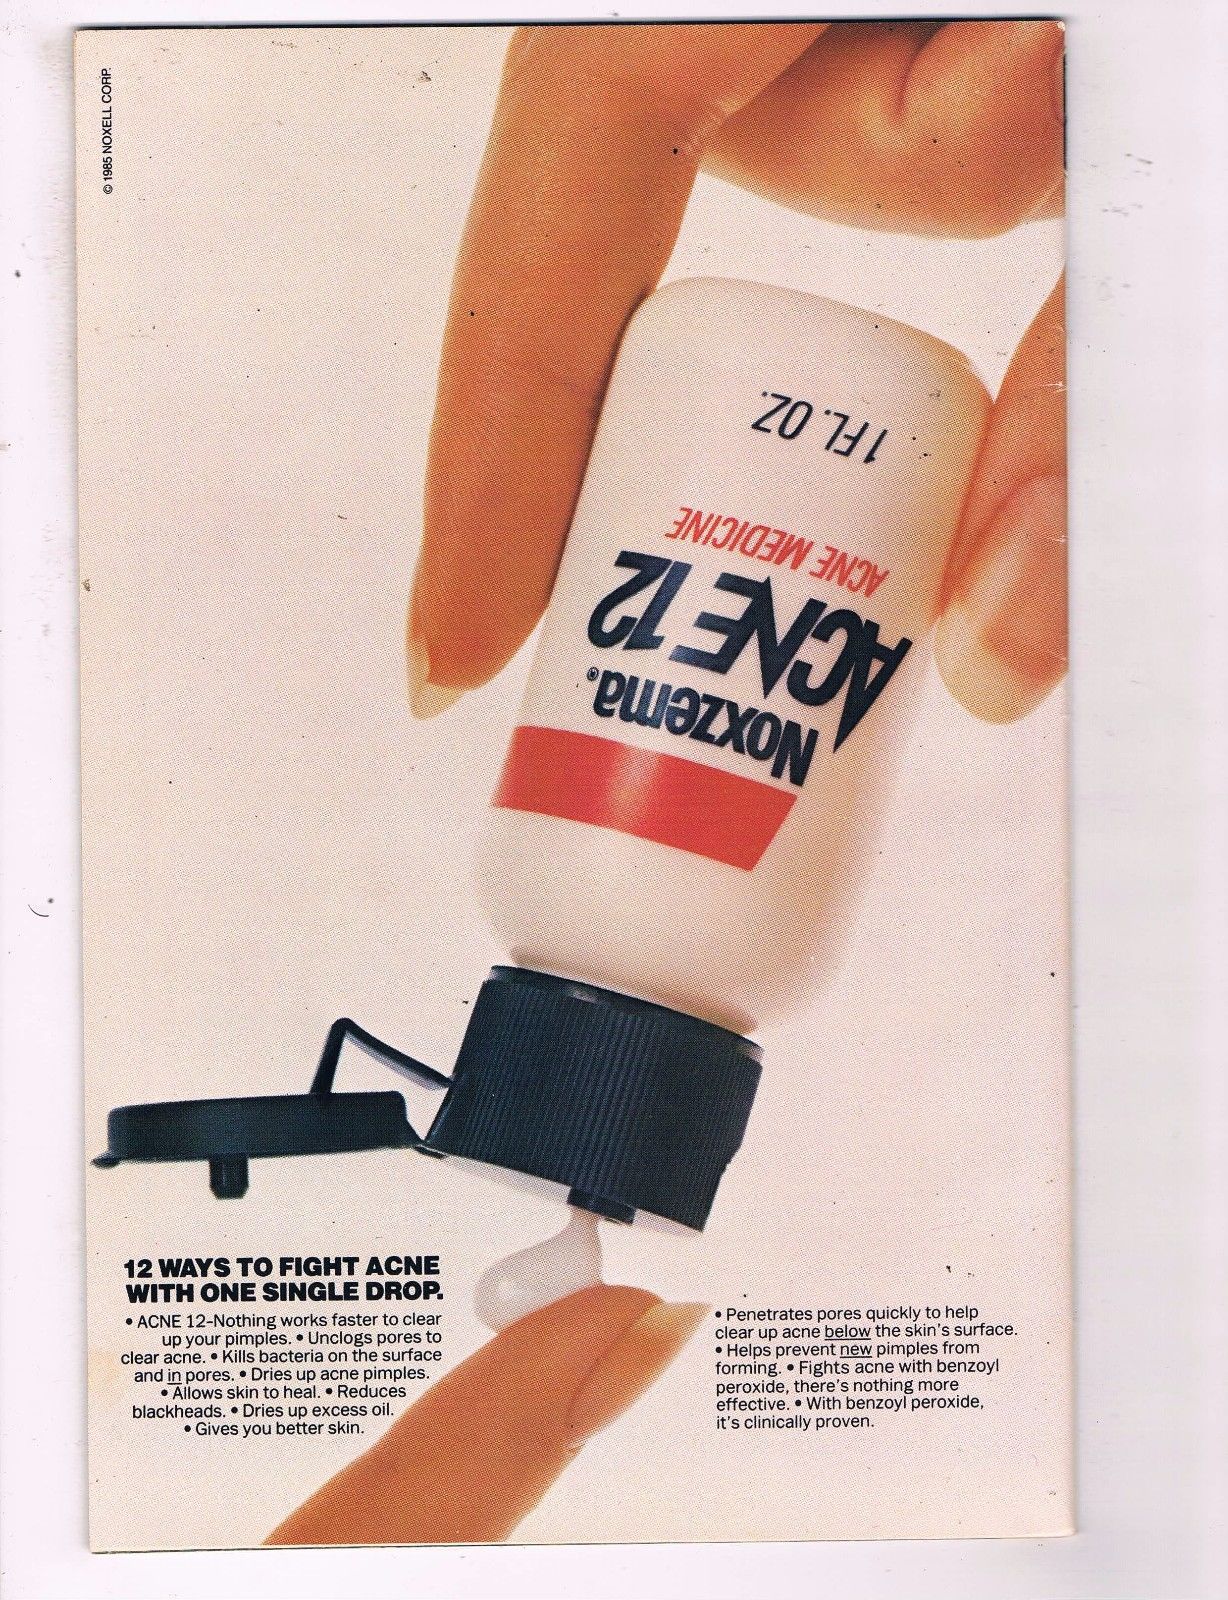 © 1985 NOXELL CORP.
1 FL. OZ.
ACNE MEDICINE
ACNE 12
NOXZEMA®
12 WAYS TO FIGHT ACNE
WITH ONE SINGLE DROP.
• ACNE 12-Nothing works faster to clear
up your pimples. • Unclogs pores to
clear acne. • Kills bacteria on the surface
and in pores. • Dries up acne pimples.
• Allows skin to heal. • Reduces
blackheads. • Dries up excess oil.
• Gives you better skin.
• Penetrates pores quickly to help
clear up acne below the skin's surface.
• Helps prevent new pimples from
forming. • Fights acne with benzoyl
peroxide, there's nothing more
effective. • With benzoyl peroxide,
it's clinically proven.